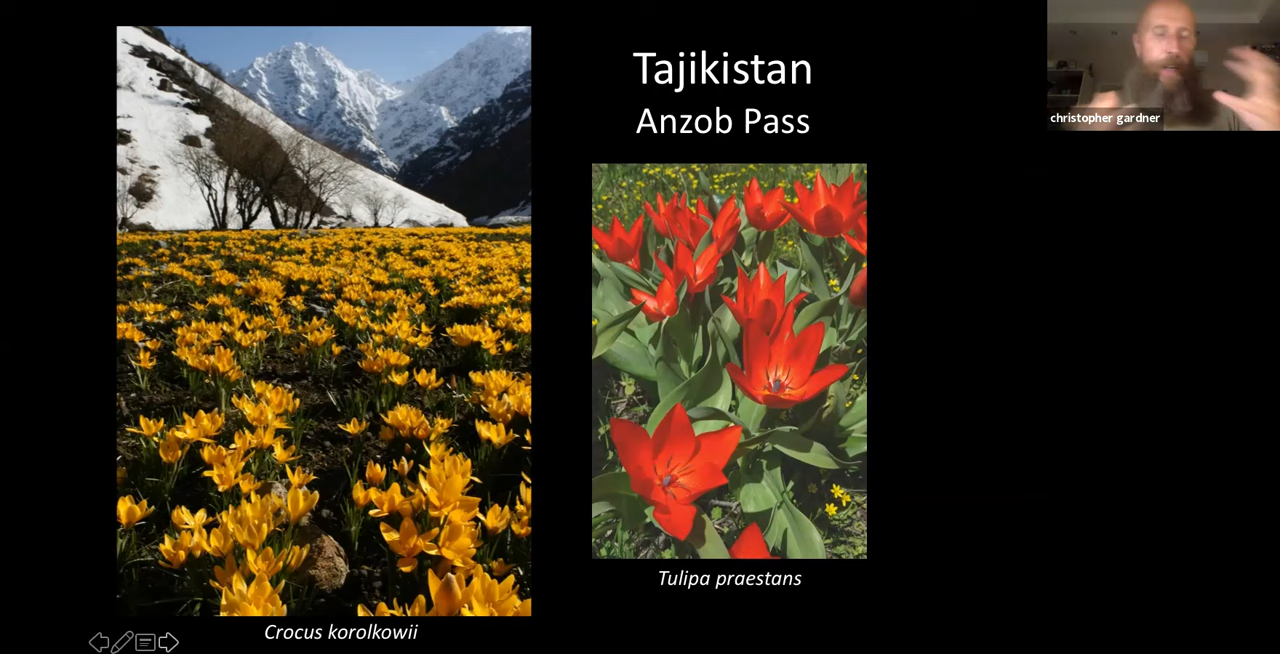 Tajikistan
Anzob Pass
christopher gardner
Tulipa praestans
Crocus korolkowii